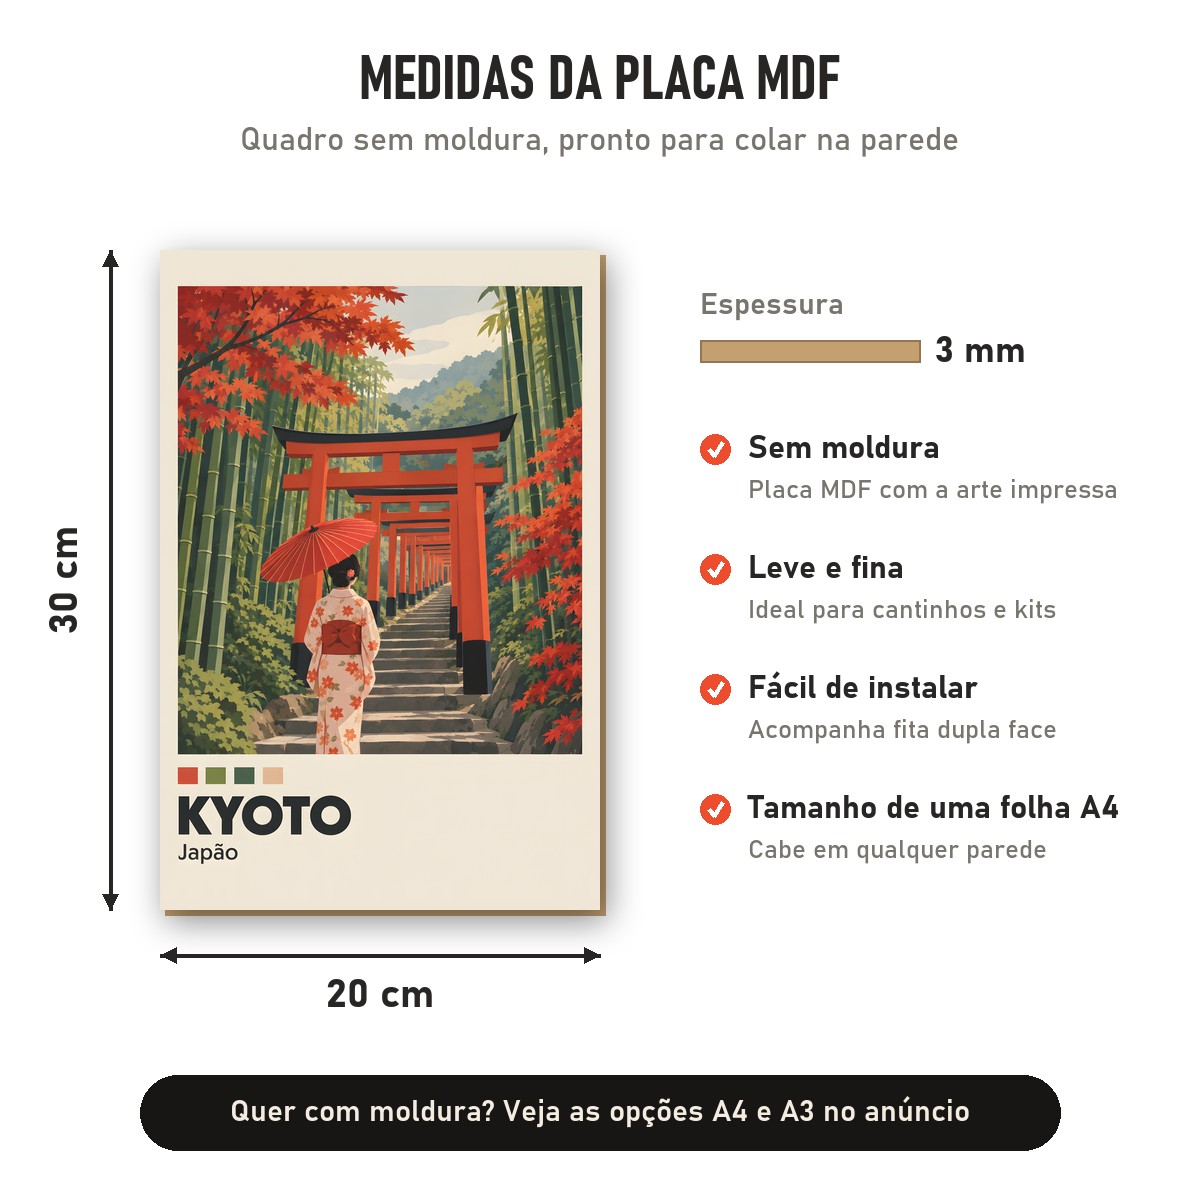 MEDIDAS DA PLACA MDF
Quadro sem moldura, pronto para colar na parede
30 cm
KYOTO
Japão
20 cm
Espessura
3 mm
Sem moldura
Placa MDF com a arte impressa
Leve e fina
Ideal para cantinhos e kits
Fácil de instalar
Acompanha fita dupla face
Tamanho de uma folha A4
Cabe em qualquer parede
Quer com moldura? Veja as opções A4 e A3 no anúncio